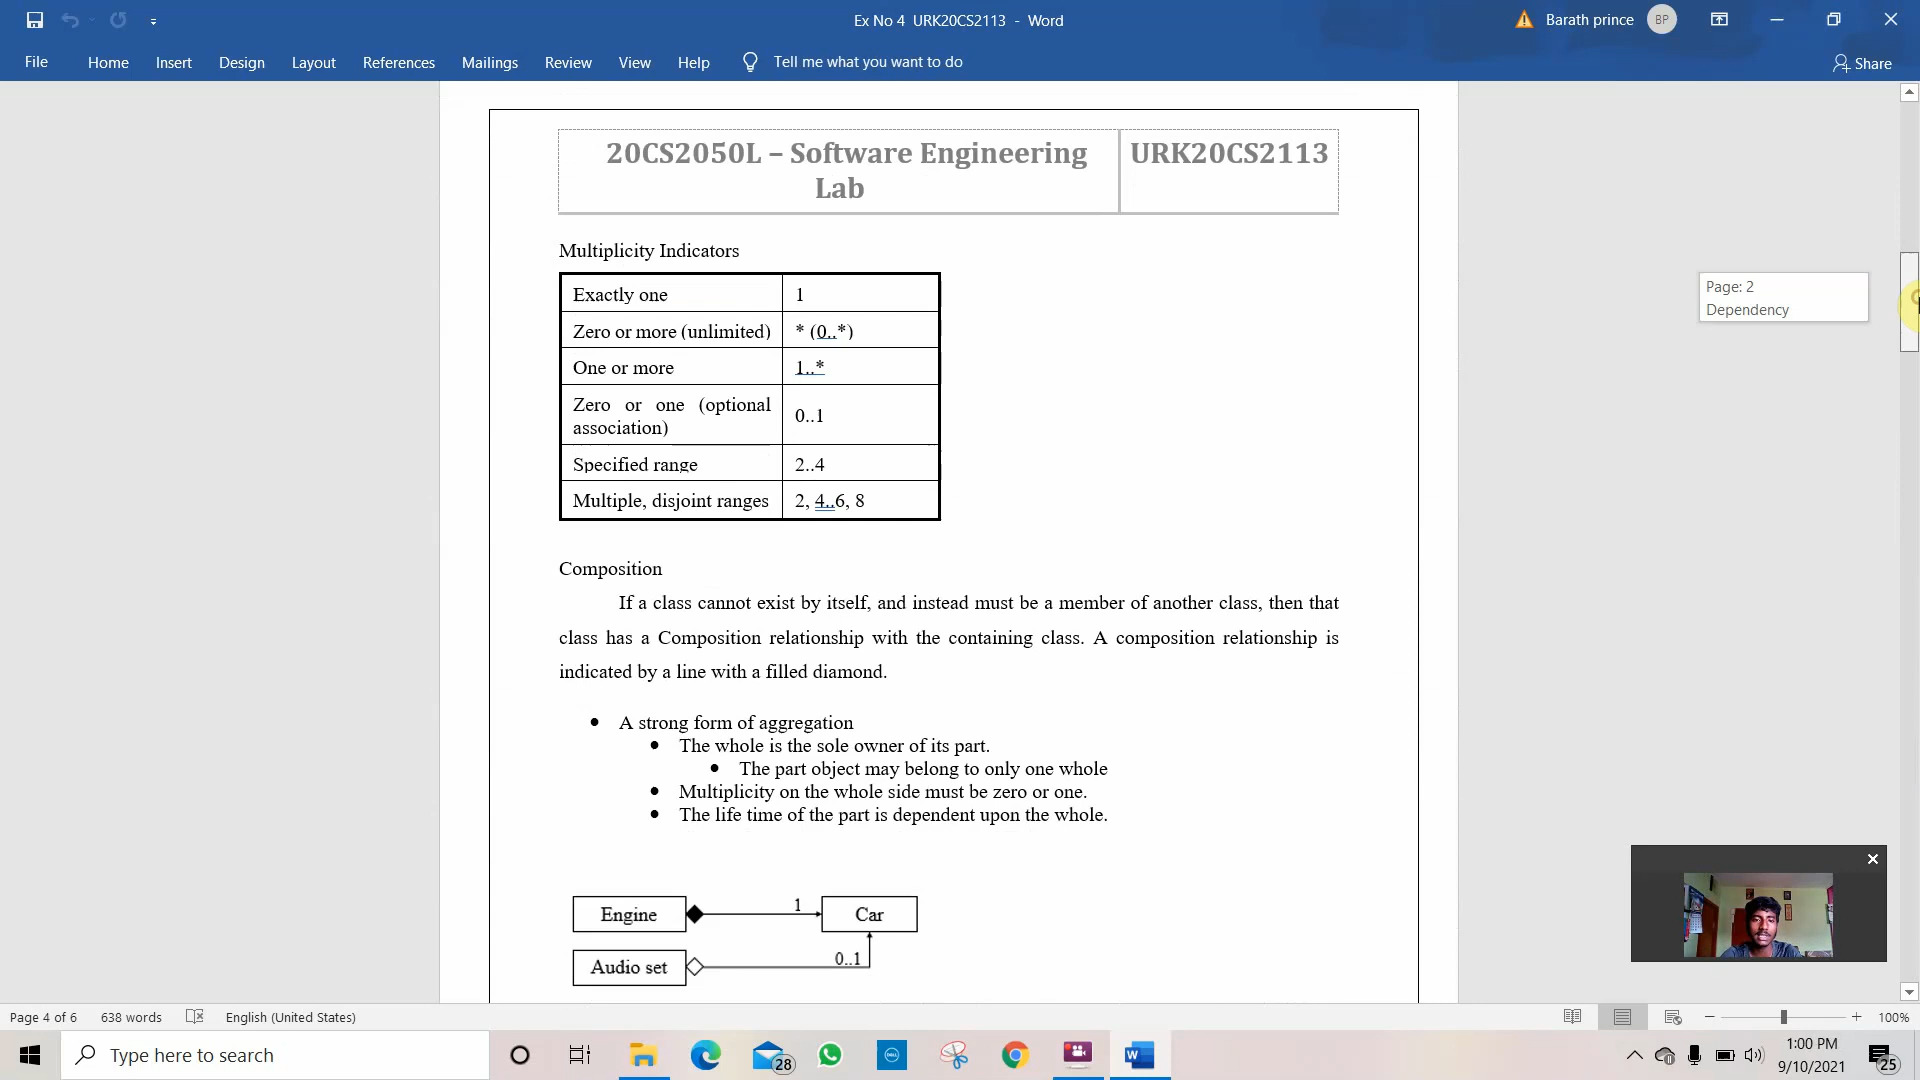 Ex No 4 URK20CS2113 - Word
Barath prince
BP
File Home Insert Design Layout References Mailings Review View Help Tell me what you want to do
Share
20CS2050L – Software Engineering
Lab
URK20CS2113
Multiplicity Indicators
Exactly one 1
Zero or more (unlimited) * (0..*)
One or more 1..*
Zero or one (optional
association)
0..1
Specified range 2..4
Multiple, disjoint ranges 2, 4..6, 8
Page: 2
Dependency
Composition
If a class cannot exist by itself, and instead must be a member of another class, then that
class has a Composition relationship with the containing class. A composition relationship is
indicated by a line with a filled diamond.
• A strong form of aggregation
• The whole is the sole owner of its part.
• The part object may belong to only one whole
• Multiplicity on the whole side must be zero or one.
• The life time of the part is dependent upon the whole.
Engine 1 Car
Audio set 0..1
Page 4 of 6 638 words English (United States)
100%
Type here to search
28
W
1:00 PM
9/10/2021
25